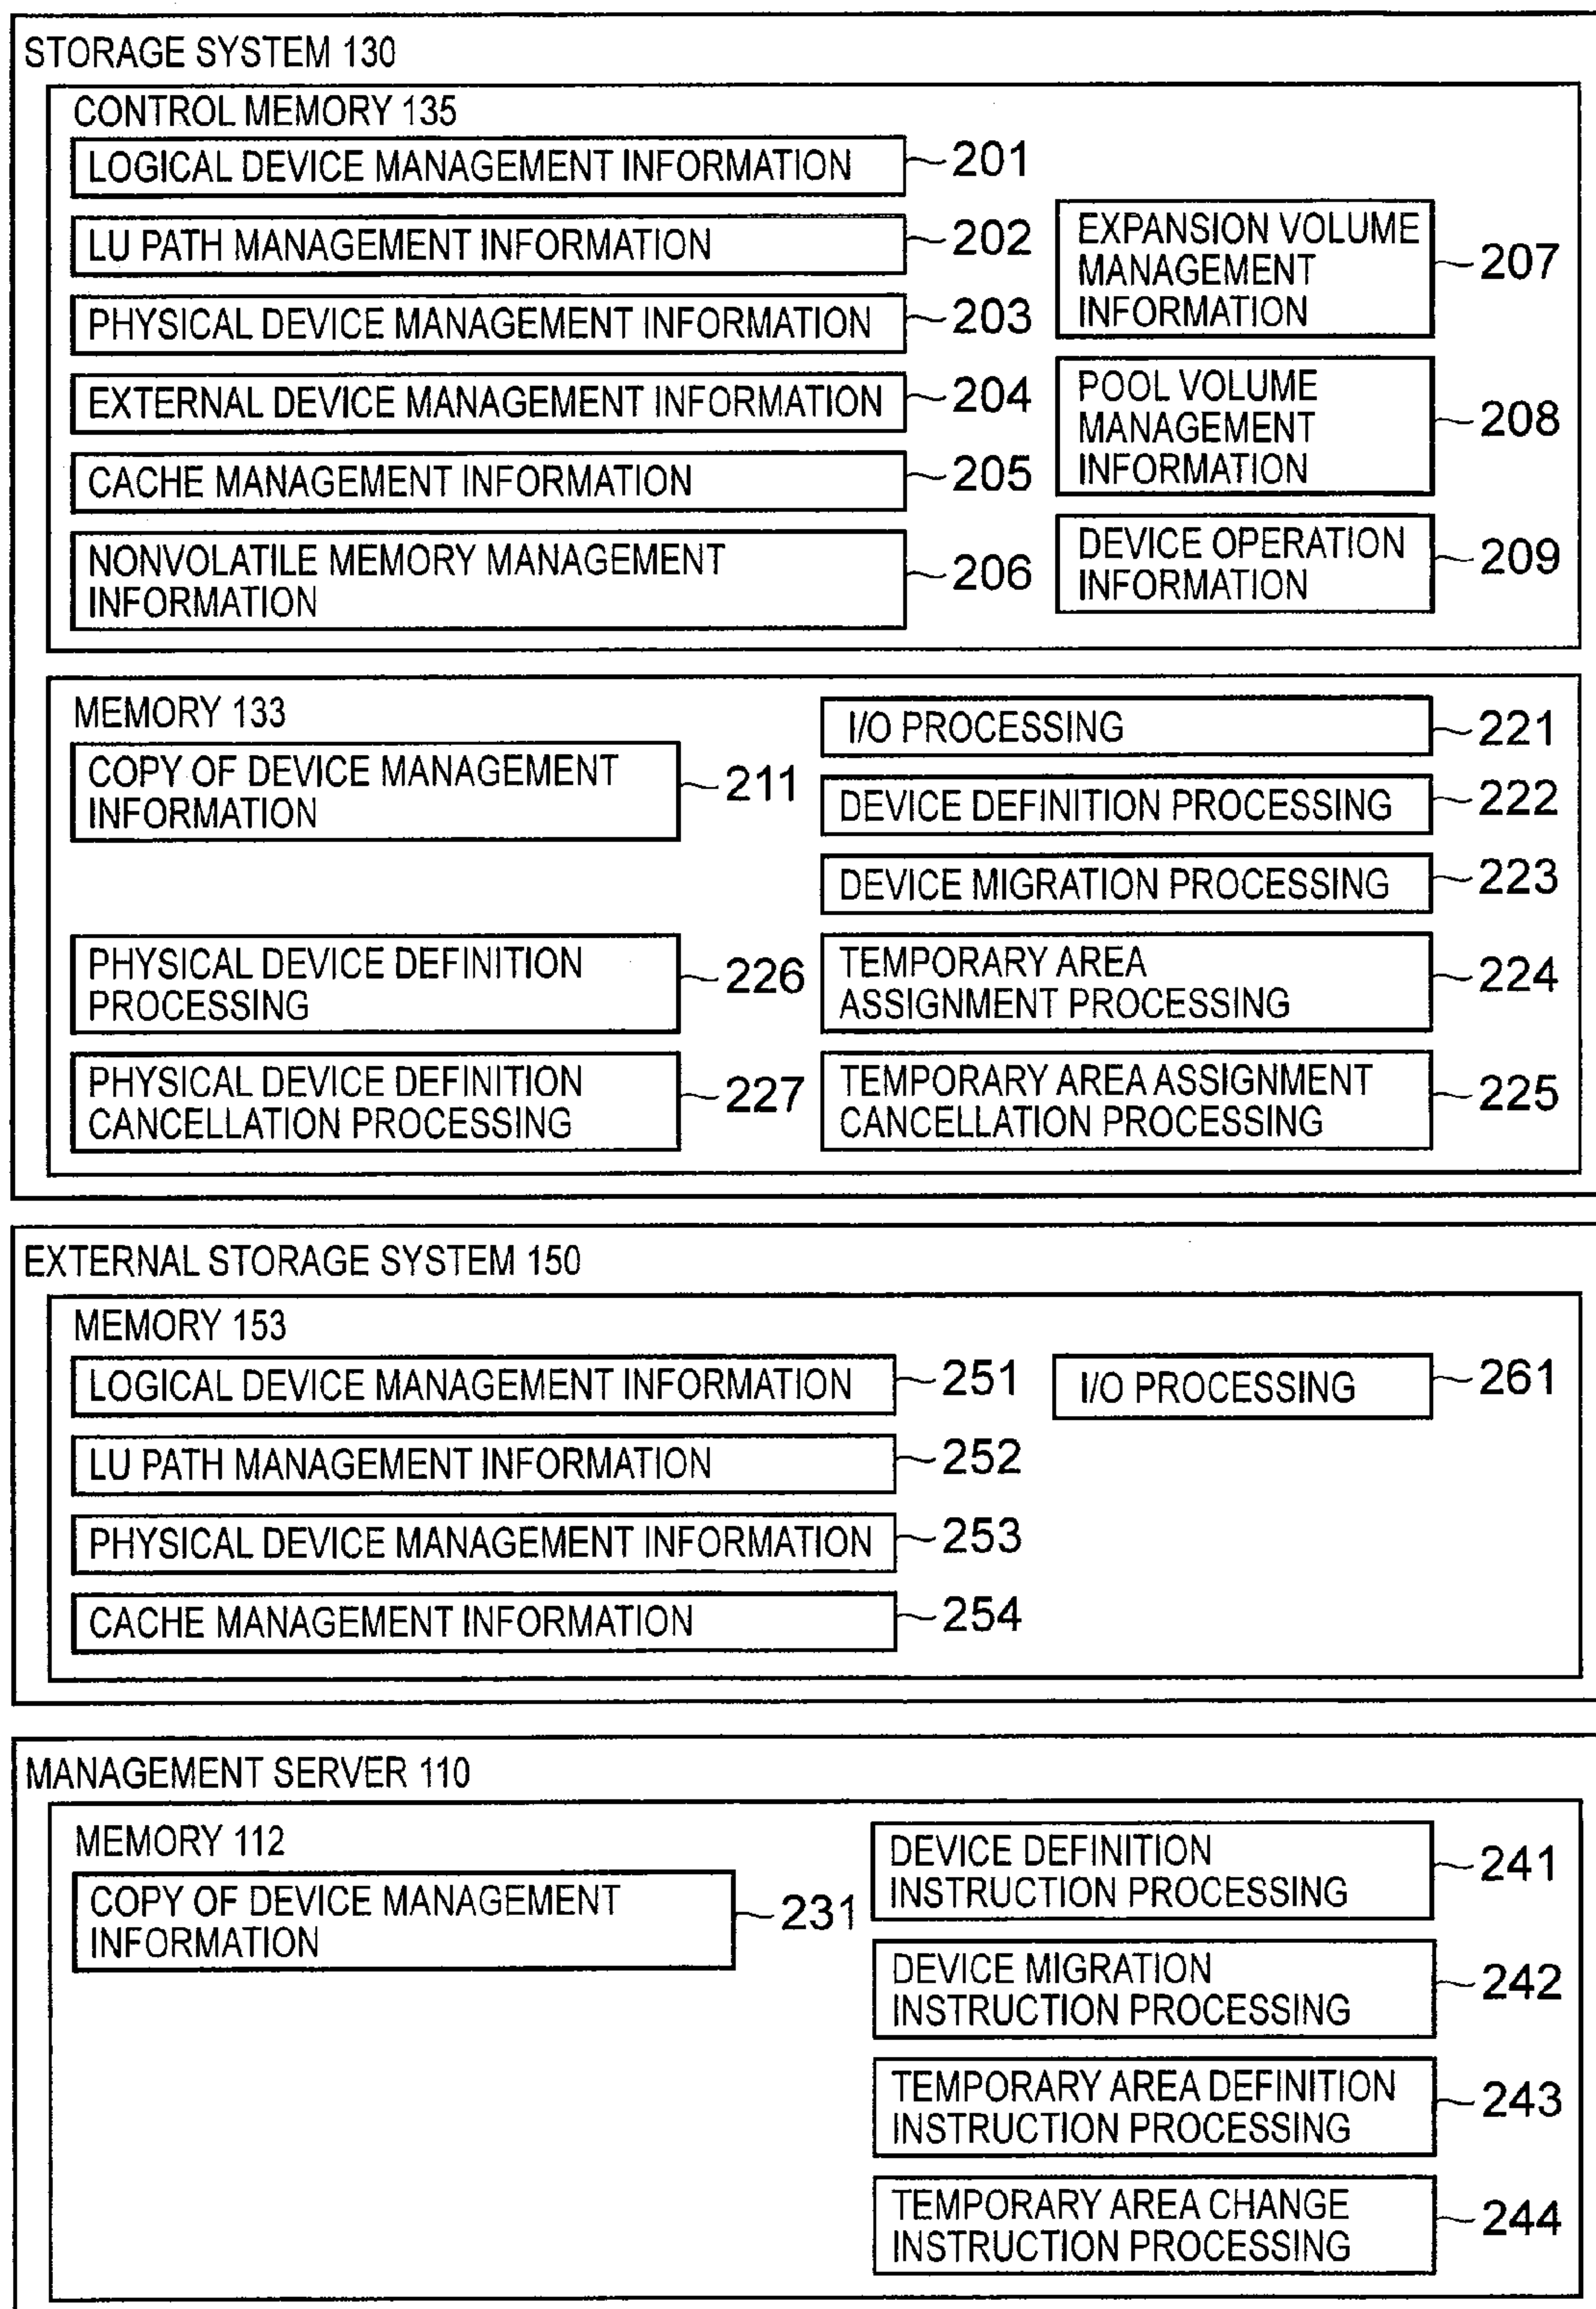 STORAGE SYSTEM 130
CONTROL MEMORY 135
LOGICAL DEVICE MANAGEMENT INFORMATION
201
LU PATH MANAGEMENT INFORMATION
202
PHYSICAL DEVICE MANAGEMENT INFORMATION
203
EXTERNAL DEVICE MANAGEMENT INFORMATION
204
CACHE MANAGEMENT INFORMATION
205
NONVOLATILE MEMORY MANAGEMENT
INFORMATION
206
EXPANSION VOLUME
MANAGEMENT
INFORMATION
207
POOL VOLUME
MANAGEMENT
INFORMATION
208
DEVICE OPERATION
INFORMATION
209
MEMORY 133
COPY OF DEVICE MANAGEMENT
INFORMATION
211
PHYSICAL DEVICE DEFINITION
PROCESSING
226
PHYSICAL DEVICE DEFINITION
CANCELLATION PROCESSING
227
I/O PROCESSING
221
DEVICE DEFINITION PROCESSING
222
DEVICE MIGRATION PROCESSING
223
TEMPORARY AREA
ASSIGNMENT PROCESSING
224
TEMPORARY AREA ASSIGNMENT
CANCELLATION PROCESSING
225
EXTERNAL STORAGE SYSTEM 150
MEMORY 153
LOGICAL DEVICE MANAGEMENT INFORMATION
251
LU PATH MANAGEMENT INFORMATION
252
PHYSICAL DEVICE MANAGEMENT INFORMATION
253
CACHE MANAGEMENT INFORMATION
254
I/O PROCESSING
261
MANAGEMENT SERVER 110
MEMORY 112
COPY OF DEVICE MANAGEMENT
INFORMATION
231
DEVICE DEFINITION
INSTRUCTION PROCESSING
241
DEVICE MIGRATION
INSTRUCTION PROCESSING
242
TEMPORARY AREA DEFINITION
INSTRUCTION PROCESSING
243
TEMPORARY AREA CHANGE
INSTRUCTION PROCESSING
244